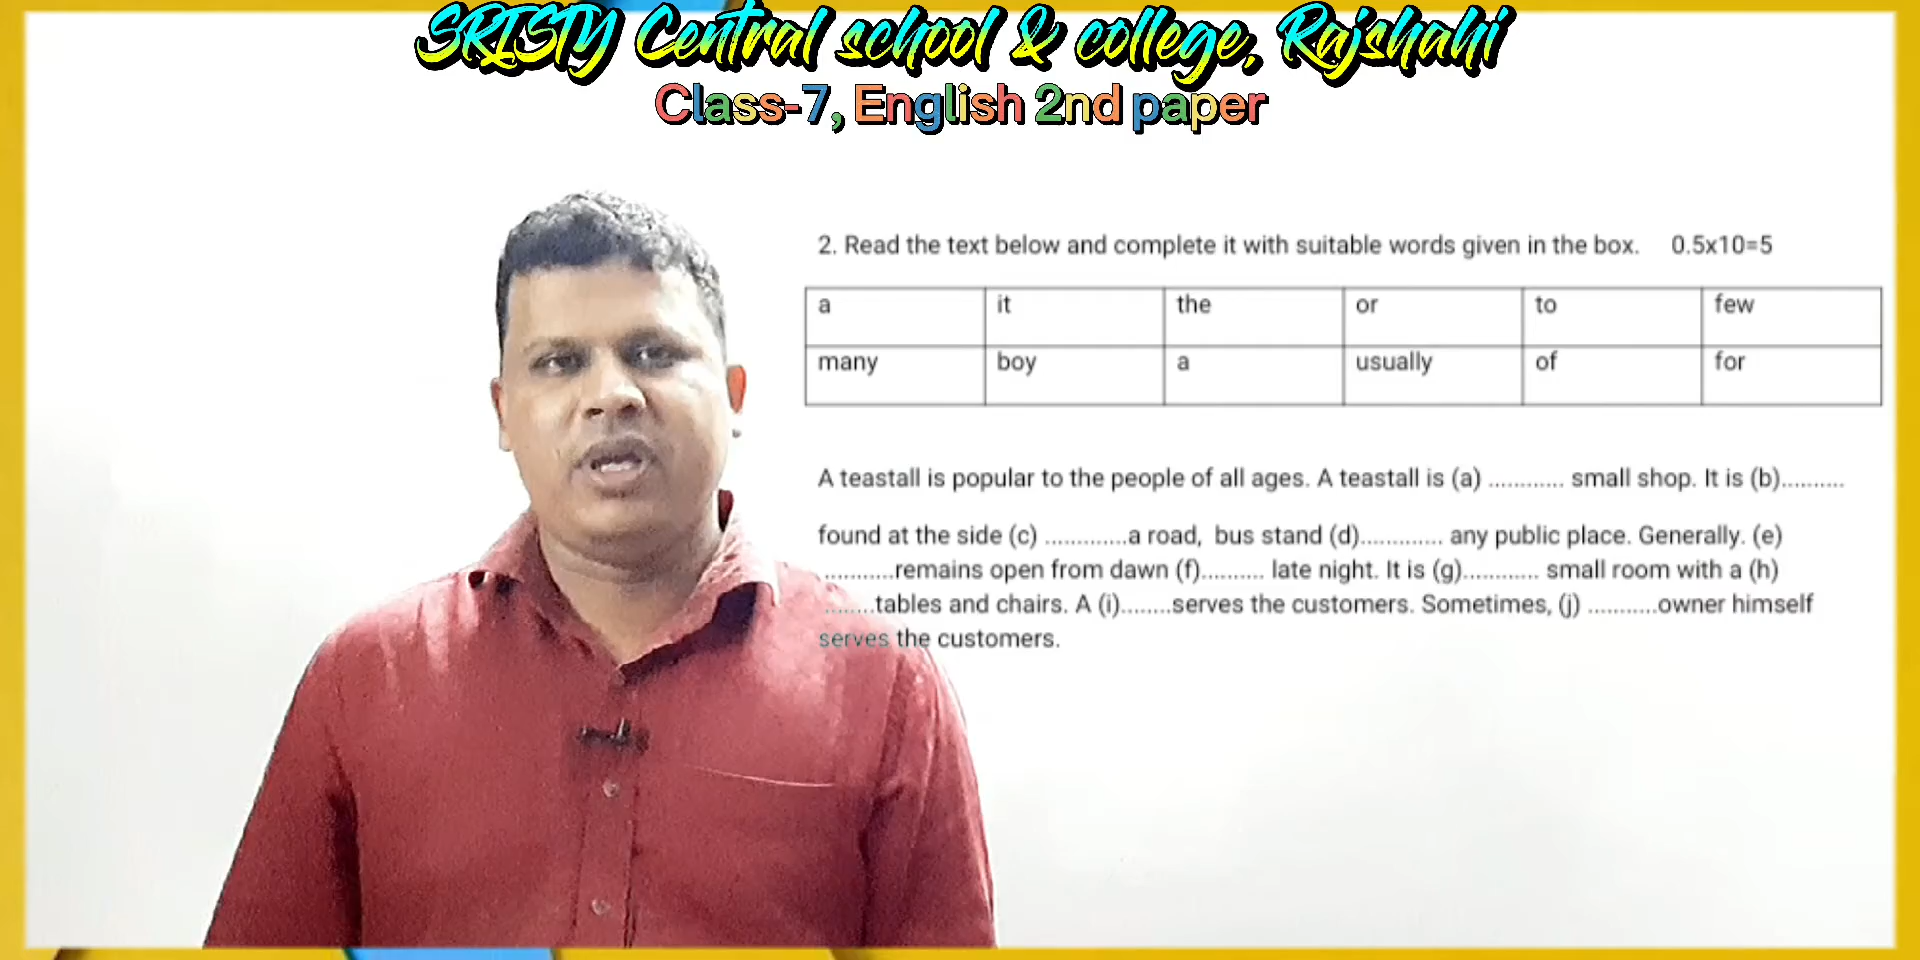 SRISTY Central school & college, Rajshahi
Class-7, English 2nd paper
2. Read the text below and complete it with suitable words given in the box. 0.5x10=5
a it the or to few
many boy a usually of for
A teastall is popular to the people of all ages. A teastall is (a) ............ small shop. It is (b)..........
found at the side (c) .............a road, bus stand (d)............. any public place. Generally. (e)
...........remains open from dawn (f).......... late night. It is (g)............ small room with a (h)
........tables and chairs. A (i)........serves the customers. Sometimes, (j) ...........owner himself
serves the customers.